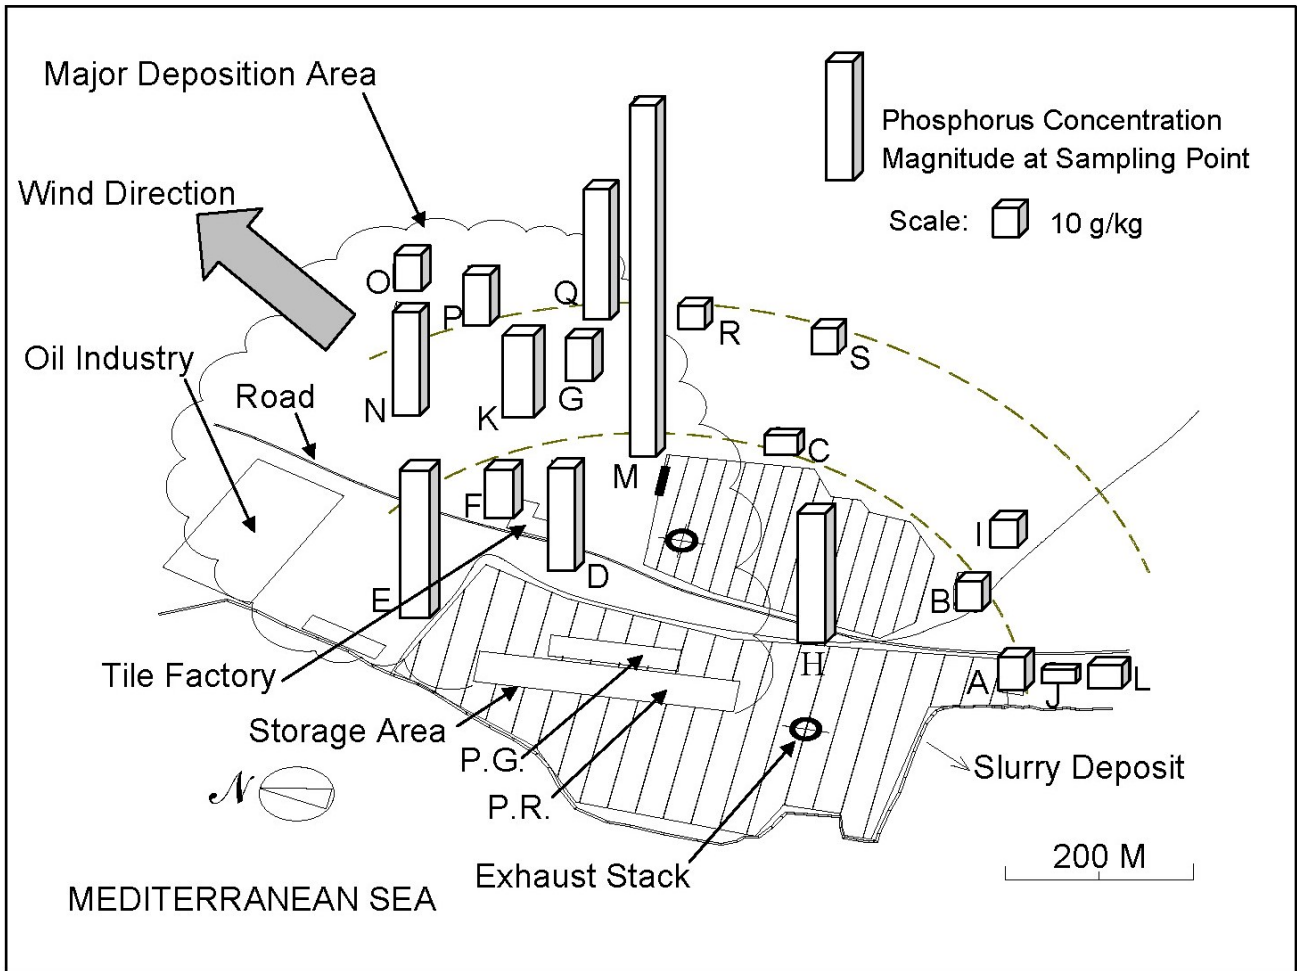 Major Deposition Area
Phosphorus Concentration
Magnitude at Sampling Point
Wind Direction
Scale: 10 g/kg
O
P
Q
R
S
Oil Industry
Road
N
K
G
C
M
F
D
E
I
B
H
A
J
L
Tile Factory
Storage Area
P.G.
P.R.
Slurry Deposit
N
Exhaust Stack
200 M
MEDITERRANEAN SEA